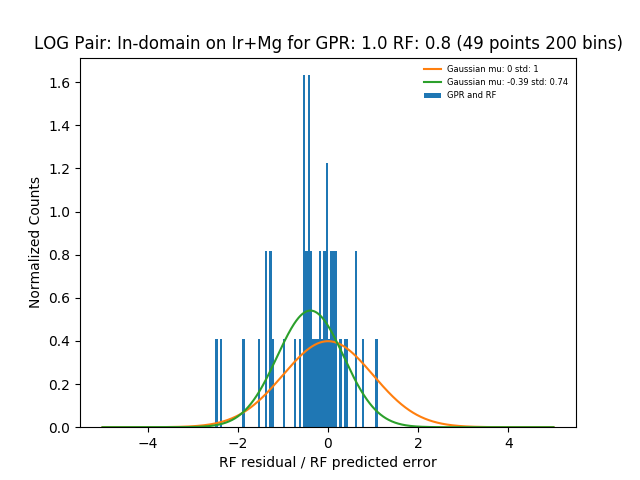 LOG Pair: In-domain on Ir+Mg for GPR: 1.0 RF: 0.8 (49 points 200 bins)
Gaussian mu: 0 std: 1
Gaussian mu: -0.39 std: 0.74
GPR and RF
Normalized Counts
1.6
1.4
1.2
1.0
0.8
0.6
0.4
0.2
0.0
−4
−2
0
2
4
RF residual / RF predicted error